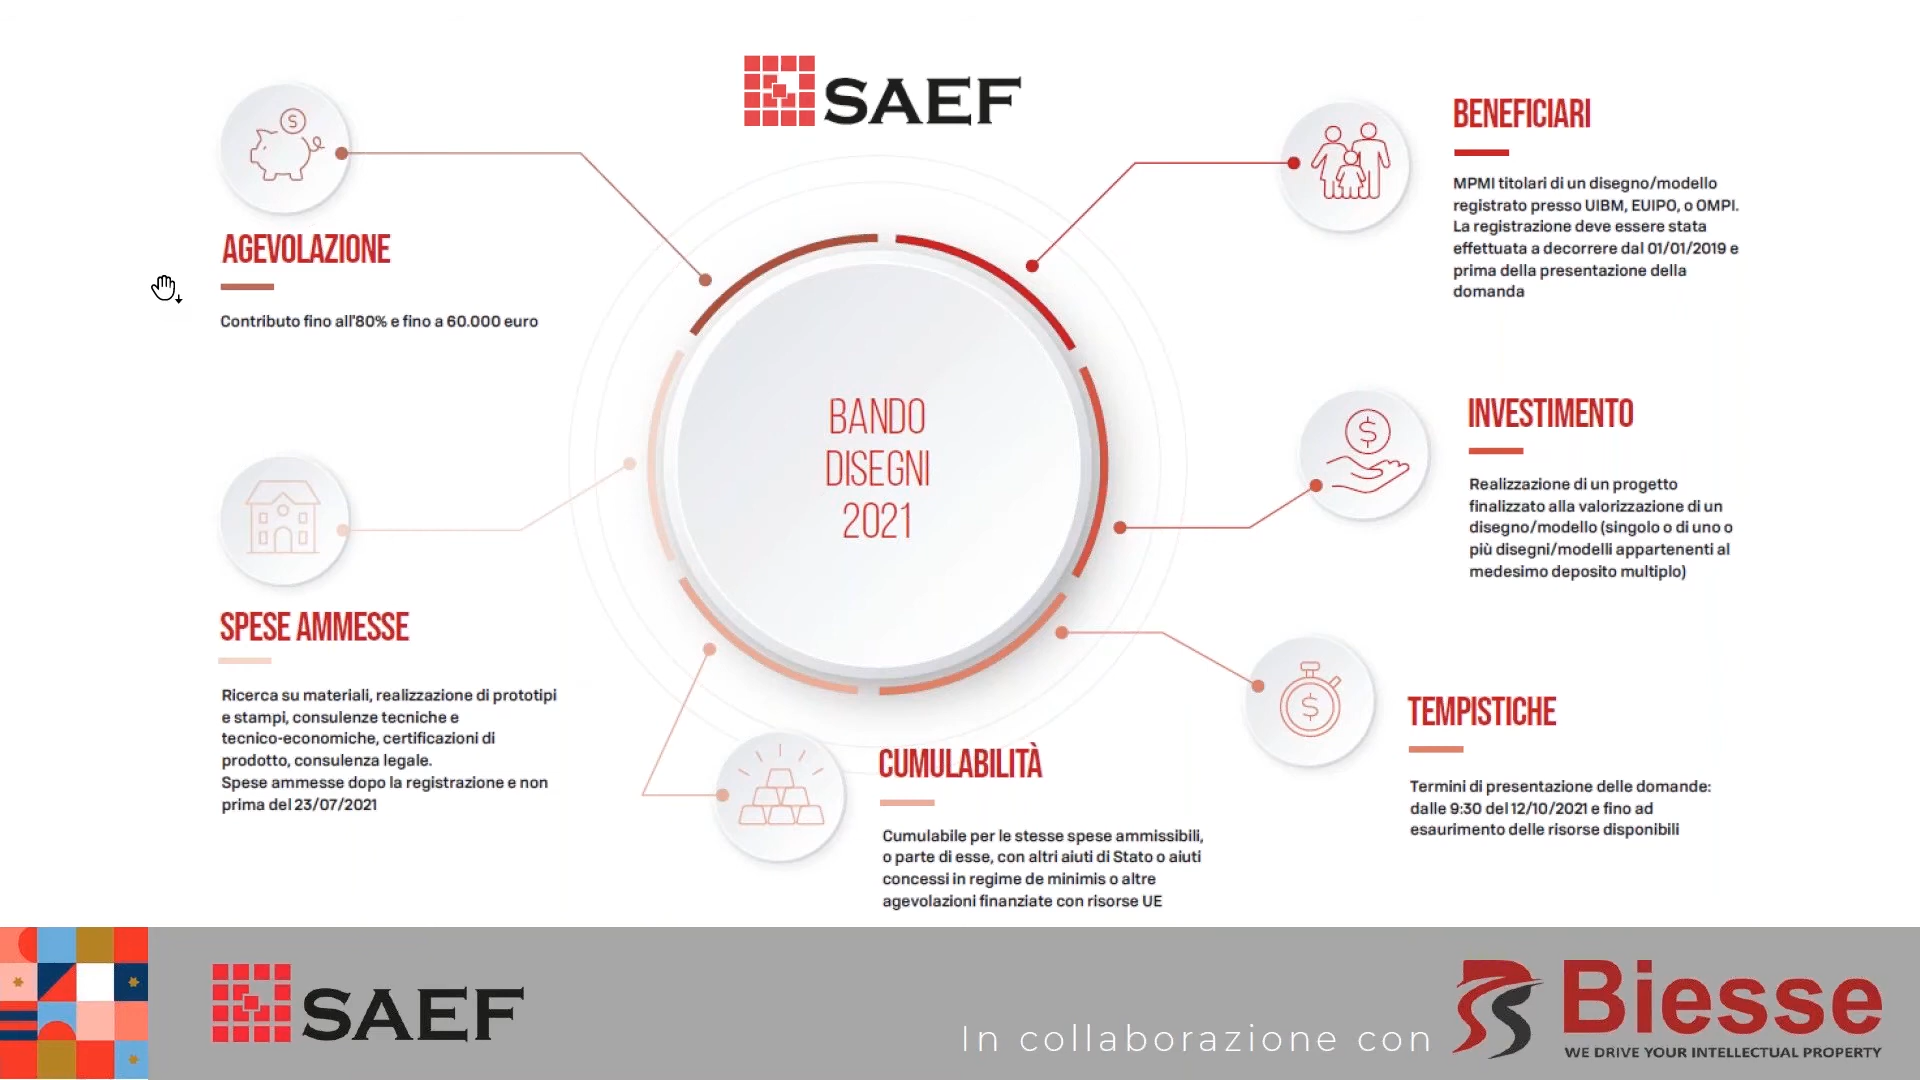 SAEF
AGEVOLAZIONE
Contributo fino all'80% e fino a 60.000 euro
BENEFICIARI
MPMI titolari di un disegno/modello
registrato presso UIBM, EUIPO, o OMPI.
La registrazione deve essere stata
effettuata a decorrere dal 01/01/2019 e
prima della presentazione della
domanda
BANDO
DISEGNI
2021
INVESTIMENTO
Realizzazione di un progetto
finalizzato alla valorizzazione di un
disegno/modello (singolo o di uno o
più disegni/modelli appartenenti al
medesimo deposito multiplo)
SPESE AMMESSE
Ricerca su materiali, realizzazione di prototipi
e stampi, consulenze tecniche e
tecnico-economiche, certificazioni di
prodotto, consulenza legale.
Spese ammesse dopo la registrazione e non
prima del 23/07/2021
CUMULABILITÀ
Cumulabile per le stesse spese ammissibili,
o parte di esse, con altri aiuti di Stato o aiuti
concessi in regime de minimis o altre
agevolazioni finanziate con risorse UE
TEMPISTICHE
Termini di presentazione delle domande:
dalle 9:30 del 12/10/2021 e fino ad
esaurimento delle risorse disponibili
SAEF
In collaborazione con
Biesse
WE DRIVE YOUR INTELLECTUAL PROPERTY